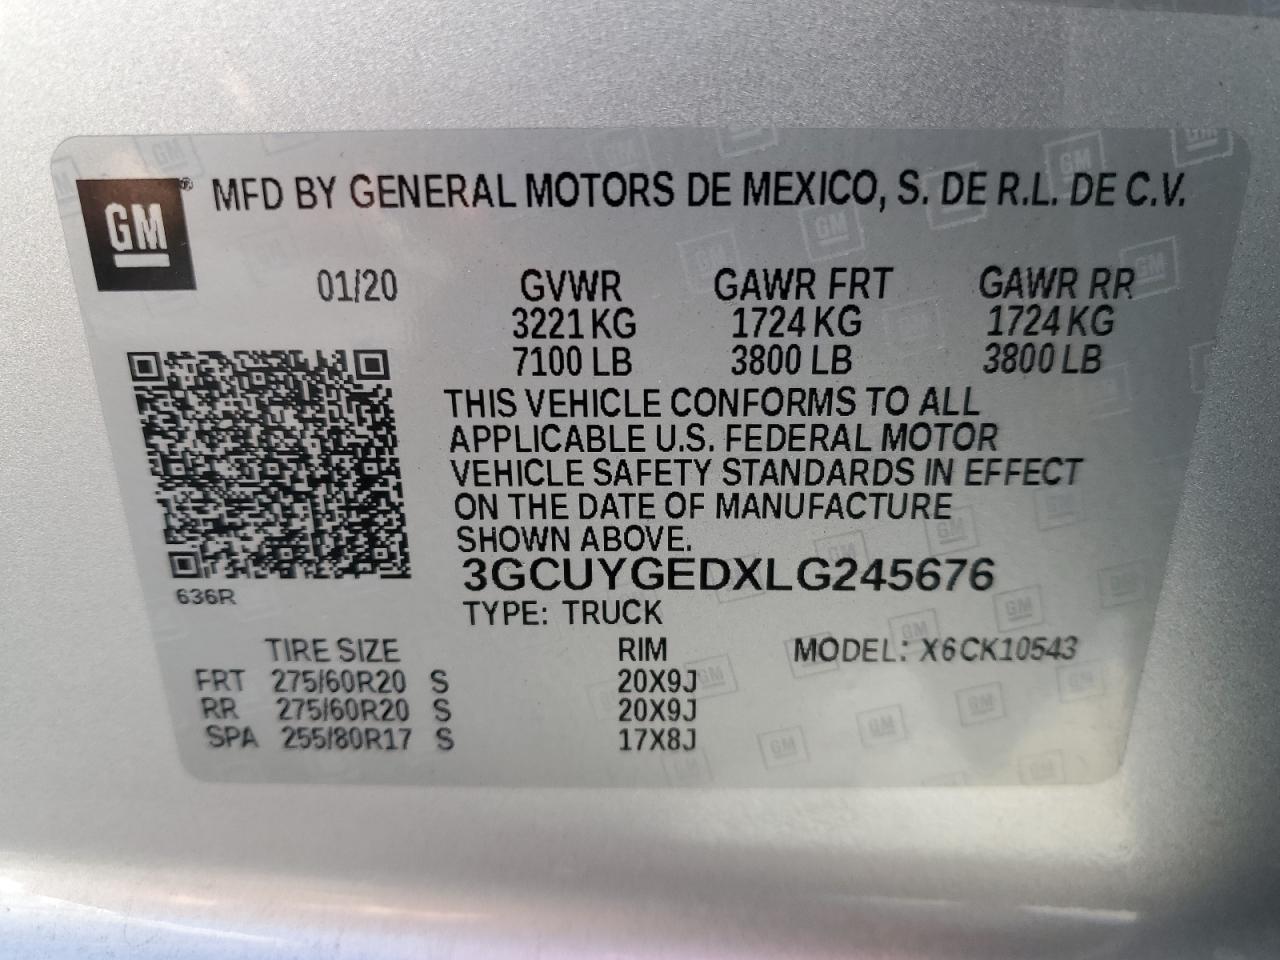 GM® MFD BY GENERAL MOTORS DE MEXICO, S. DE R.L. DE C.V.
01/20 GVWR GAWR FRT GAWR RR
3221 KG 1724 KG 1724 KG
7100 LB 3800 LB 3800 LB
THIS VEHICLE CONFORMS TO ALL
APPLICABLE U.S. FEDERAL MOTOR
VEHICLE SAFETY STANDARDS IN EFFECT
ON THE DATE OF MANUFACTURE
SHOWN ABOVE.
3GCUYGEDXLG245676
636R
TYPE: TRUCK
TIRE SIZE RIM MODEL: X6CK10543
FRT 275/60R20 S 20X9J
RR 275/60R20 S 20X9J
SPA 255/80R17 S 17X8J